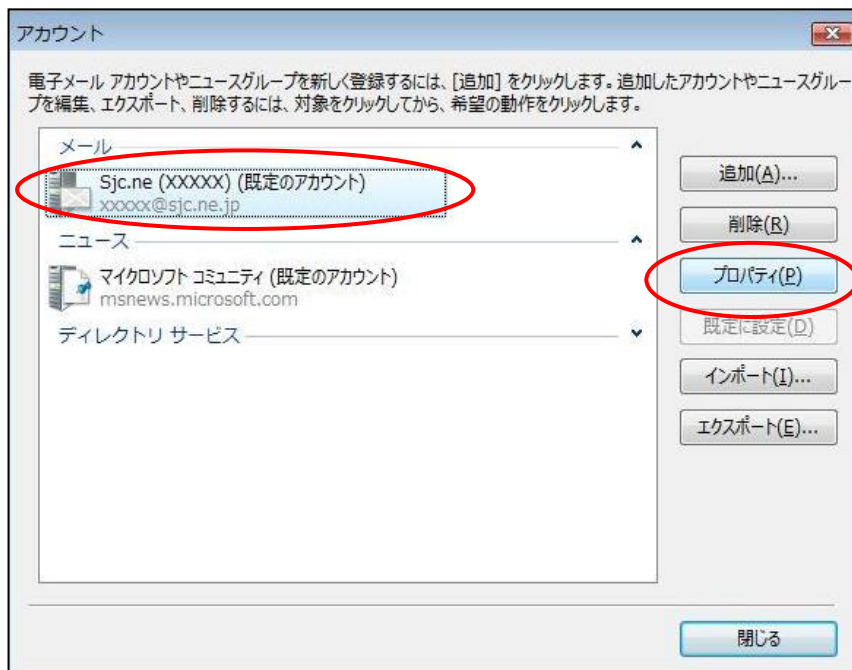 アカウント
電子メール アカウントやニュースグループを新しく登録するには、[追加] をクリックします。追加したアカウントやニュースグルー
プを編集、エクスポート、削除するには、対象をクリックしてから、希望の動作をクリックします。
メール
Sjc.ne (XXXXX) (既定のアカウント)
xxxxx@sjc.ne.jp
ニュース
マイクロソフト コミュニティ (既定のアカウント)
msnews.microsoft.com
ディレクトリ サービス
追加(A)...
削除(R)
プロパティ(P)
既定に設定(D)
インポート(I)...
エクスポート(E)...
閉じる